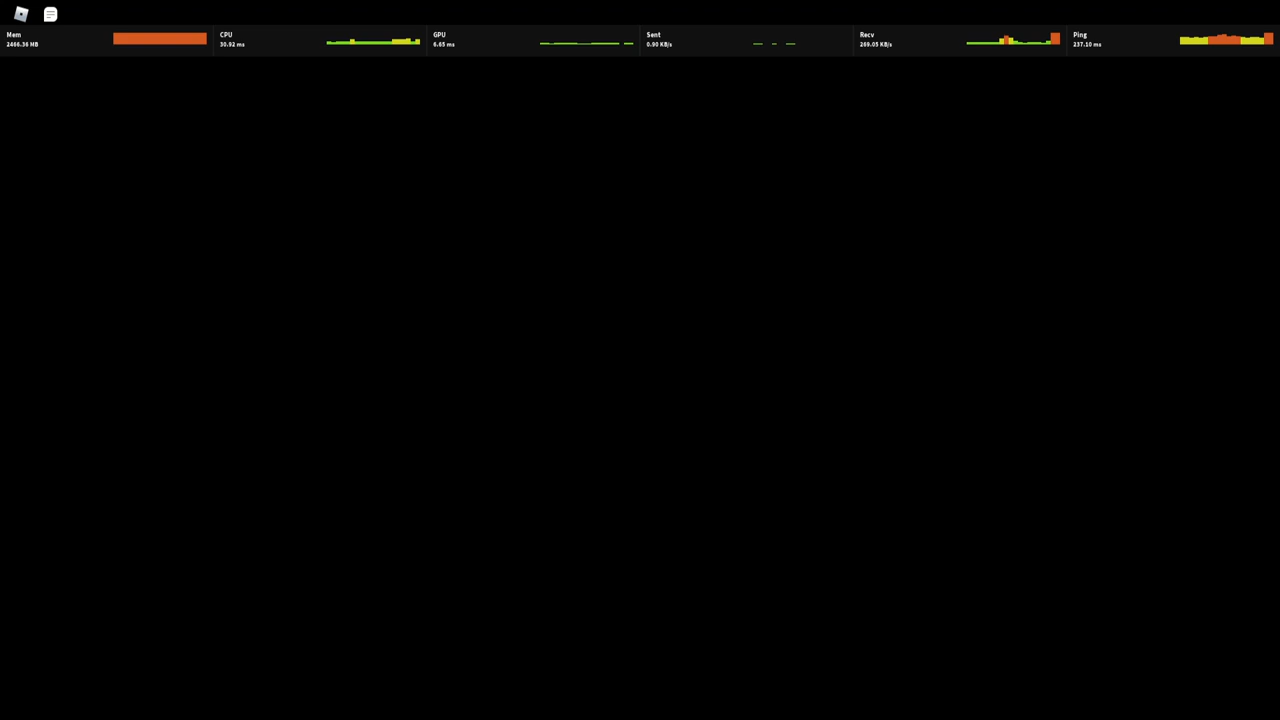 Mem
2466.36 MB
CPU
30.92 ms
GPU
6.65 ms
Sent
0.90 KB/s
Recv
269.05 KB/s
Ping
237.10 ms